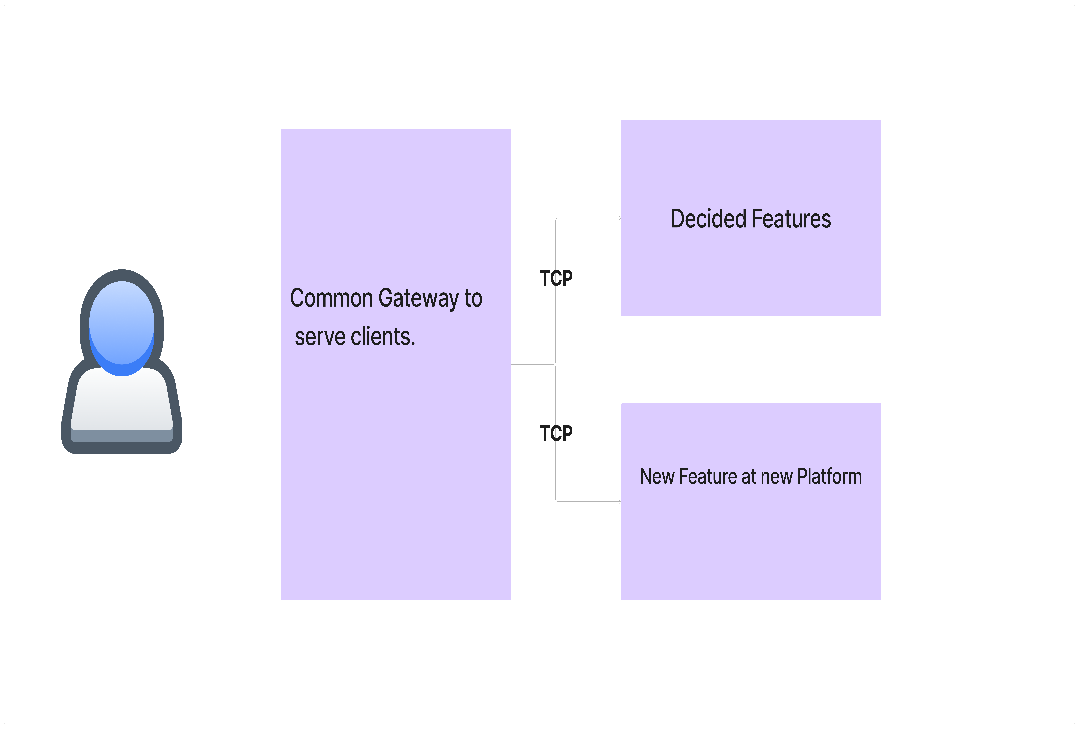 Common Gateway to
serve clients.
TCP
TCP
Decided Features
New Feature at new Platform